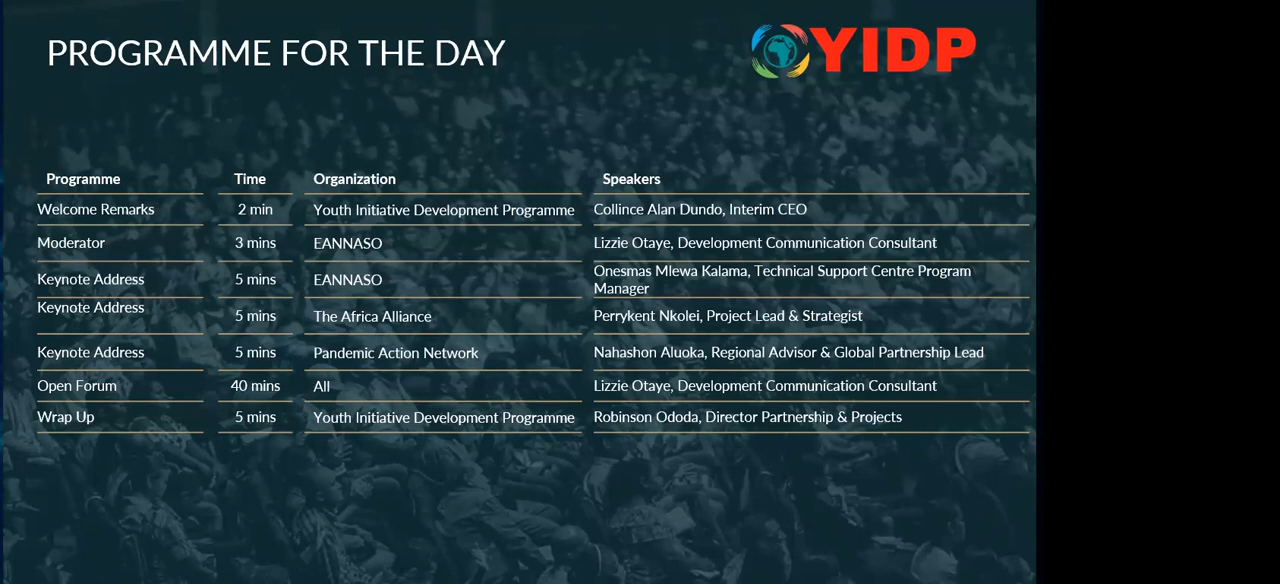 PROGRAMME FOR THE DAY
YIDP
Programme Time Organization Speakers
Welcome Remarks 2 min Youth Initiative Development Programme Collince Alan Dundo, Interim CEO
Moderator 3 mins EANNASO Lizzie Otaye, Development Communication Consultant
Keynote Address 5 mins EANNASO Onesmas Mlewa Kalama, Technical Support Centre Program
Manager
Keynote Address 5 mins The Africa Alliance Perrykent Nkolei, Project Lead & Strategist
Keynote Address 5 mins Pandemic Action Network Nahashon Aluoka, Regional Advisor & Global Partnership Lead
Open Forum 40 mins All Lizzie Otaye, Development Communication Consultant
Wrap Up 5 mins Youth Initiative Development Programme Robinson Ododa, Director Partnership & Projects